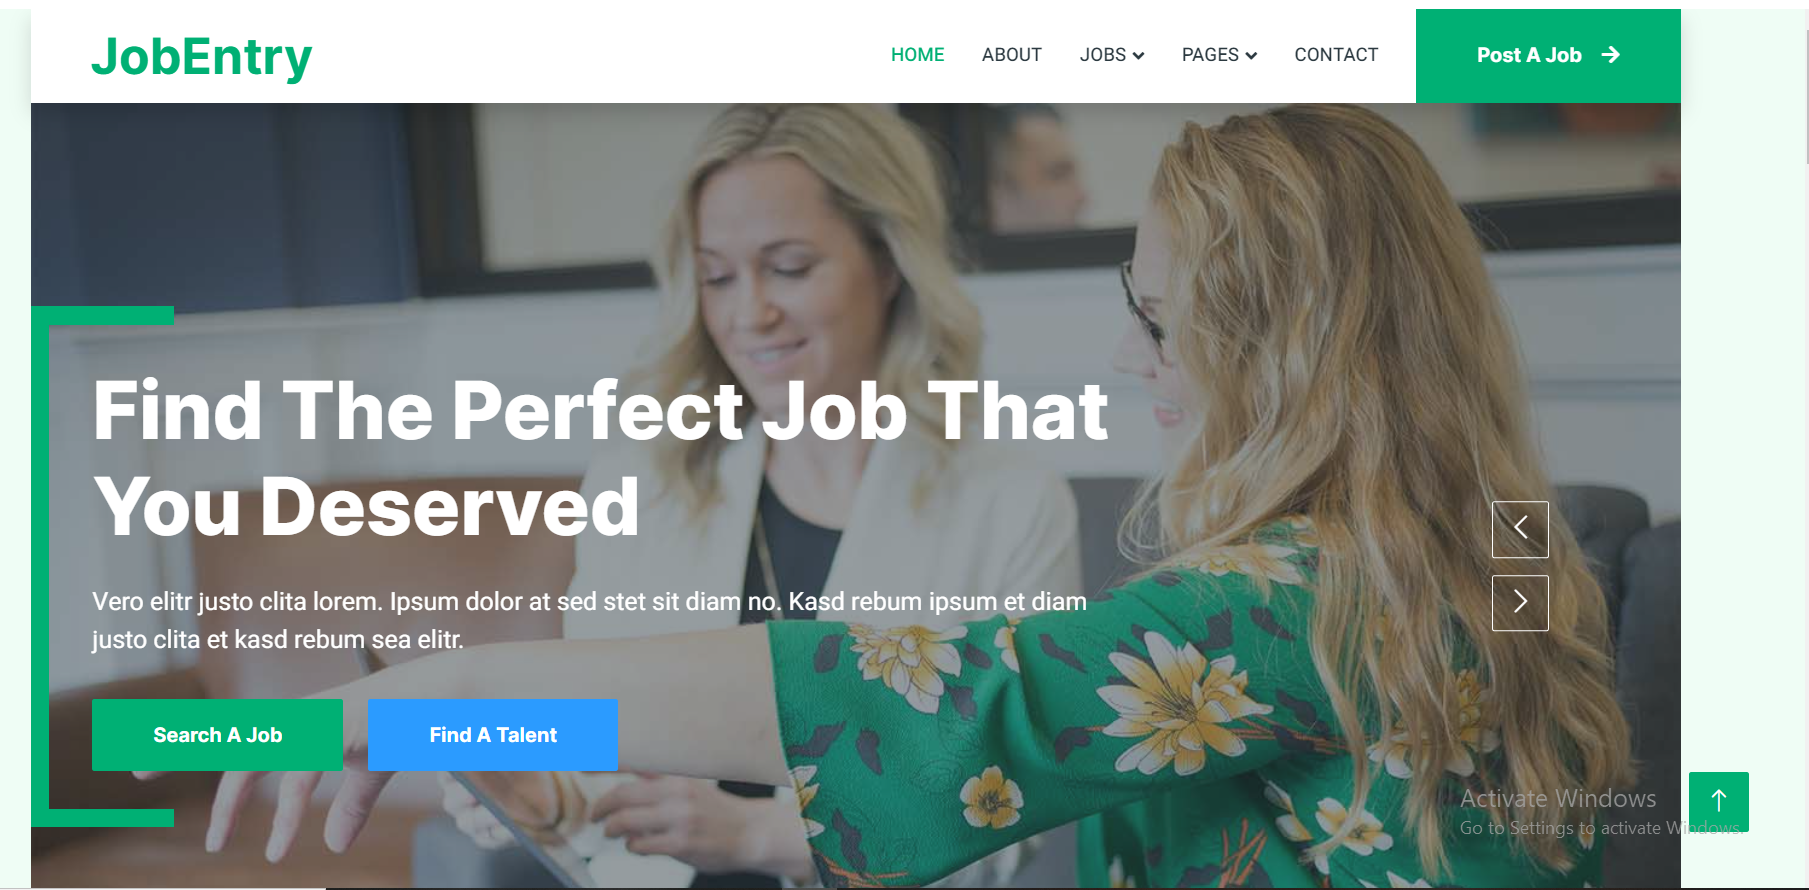 JobEntry
HOME ABOUT JOBS PAGES CONTACT Post A Job
Find The Perfect Job That
You Deserved
Vero elitr justo clita lorem. Ipsum dolor at sed stet sit diam no. Kasd rebum ipsum et diam
justo clita et kasd rebum sea elitr.
Search A Job Find A Talent
Activate Windows
Go to Settings to activate Windows.